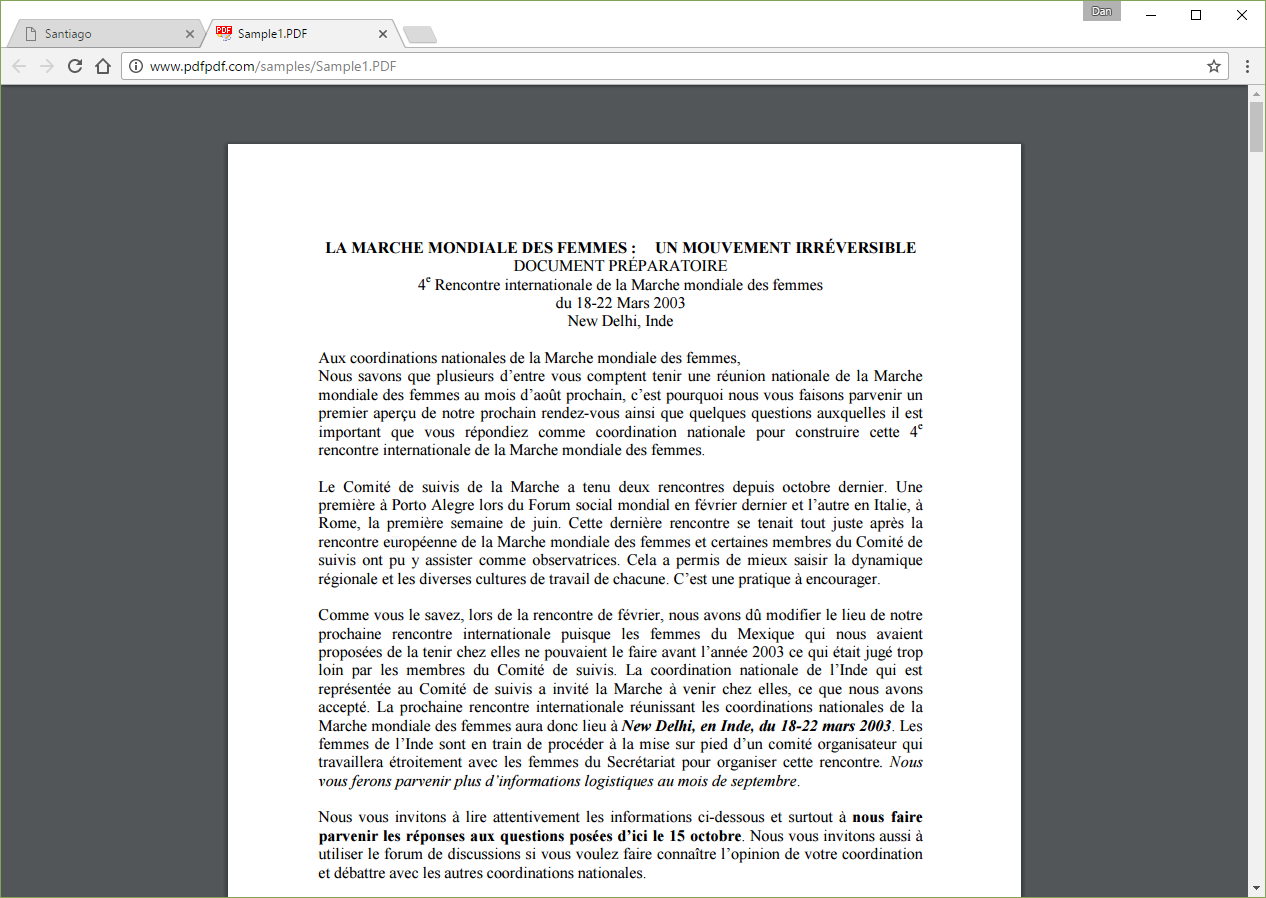 Dan
Santiago
PDF
Sample1.PDF
www.pdfpdf.com/samples/Sample1.PDF
LA MARCHE MONDIALE DES FEMMES : UN MOUVEMENT IRRÉVERSIBLE
DOCUMENT PRÉPARATOIRE
4e Rencontre internationale de la Marche mondiale des femmes
du 18-22 Mars 2003
New Delhi, Inde
Aux coordinations nationales de la Marche mondiale des femmes,
Nous savons que plusieurs d’entre vous comptent tenir une réunion nationale de la Marche
mondiale des femmes au mois d’août prochain, c’est pourquoi nous vous faisons parvenir un
premier aperçu de notre prochain rendez-vous ainsi que quelques questions auxquelles il est
important que vous répondiez comme coordination nationale pour construire cette 4e
rencontre internationale de la Marche mondiale des femmes.
Le Comité de suivis de la Marche a tenu deux rencontres depuis octobre dernier. Une
première à Porto Alegre lors du Forum social mondial en février dernier et l’autre en Italie, à
Rome, la première semaine de juin. Cette dernière rencontre se tenait tout juste après la
rencontre européenne de la Marche mondiale des femmes et certaines membres du Comité de
suivis ont pu y assister comme observatrices. Cela a permis de mieux saisir la dynamique
régionale et les diverses cultures de travail de chacune. C’est une pratique à encourager.
Comme vous le savez, lors de la rencontre de février, nous avons dû modifier le lieu de notre
prochaine rencontre internationale puisque les femmes du Mexique qui nous avaient
proposées de la tenir chez elles ne pouvaient le faire avant l’année 2003 ce qui était jugé trop
loin par les membres du Comité de suivis. La coordination nationale de l’Inde qui est
représentée au Comité de suivis a invité la Marche à venir chez elles, ce que nous avons
accepté. La prochaine rencontre internationale réunissant les coordinations nationales de la
Marche mondiale des femmes aura donc lieu à New Delhi, en Inde, du 18-22 mars 2003. Les
femmes de l’Inde sont en train de procéder à la mise sur pied d’un comité organisateur qui
travaillera étroitement avec les femmes du Secrétariat pour organiser cette rencontre. Nous
vous ferons parvenir plus d’informations logistiques au mois de septembre.
Nous vous invitons à lire attentivement les informations ci-dessous et surtout à nous faire
parvenir les réponses aux questions posées d’ici le 15 octobre. Nous vous invitons aussi à
utiliser le forum de discussions si vous voulez faire connaître l’opinion de votre coordination
et débattre avec les autres coordinations nationales.